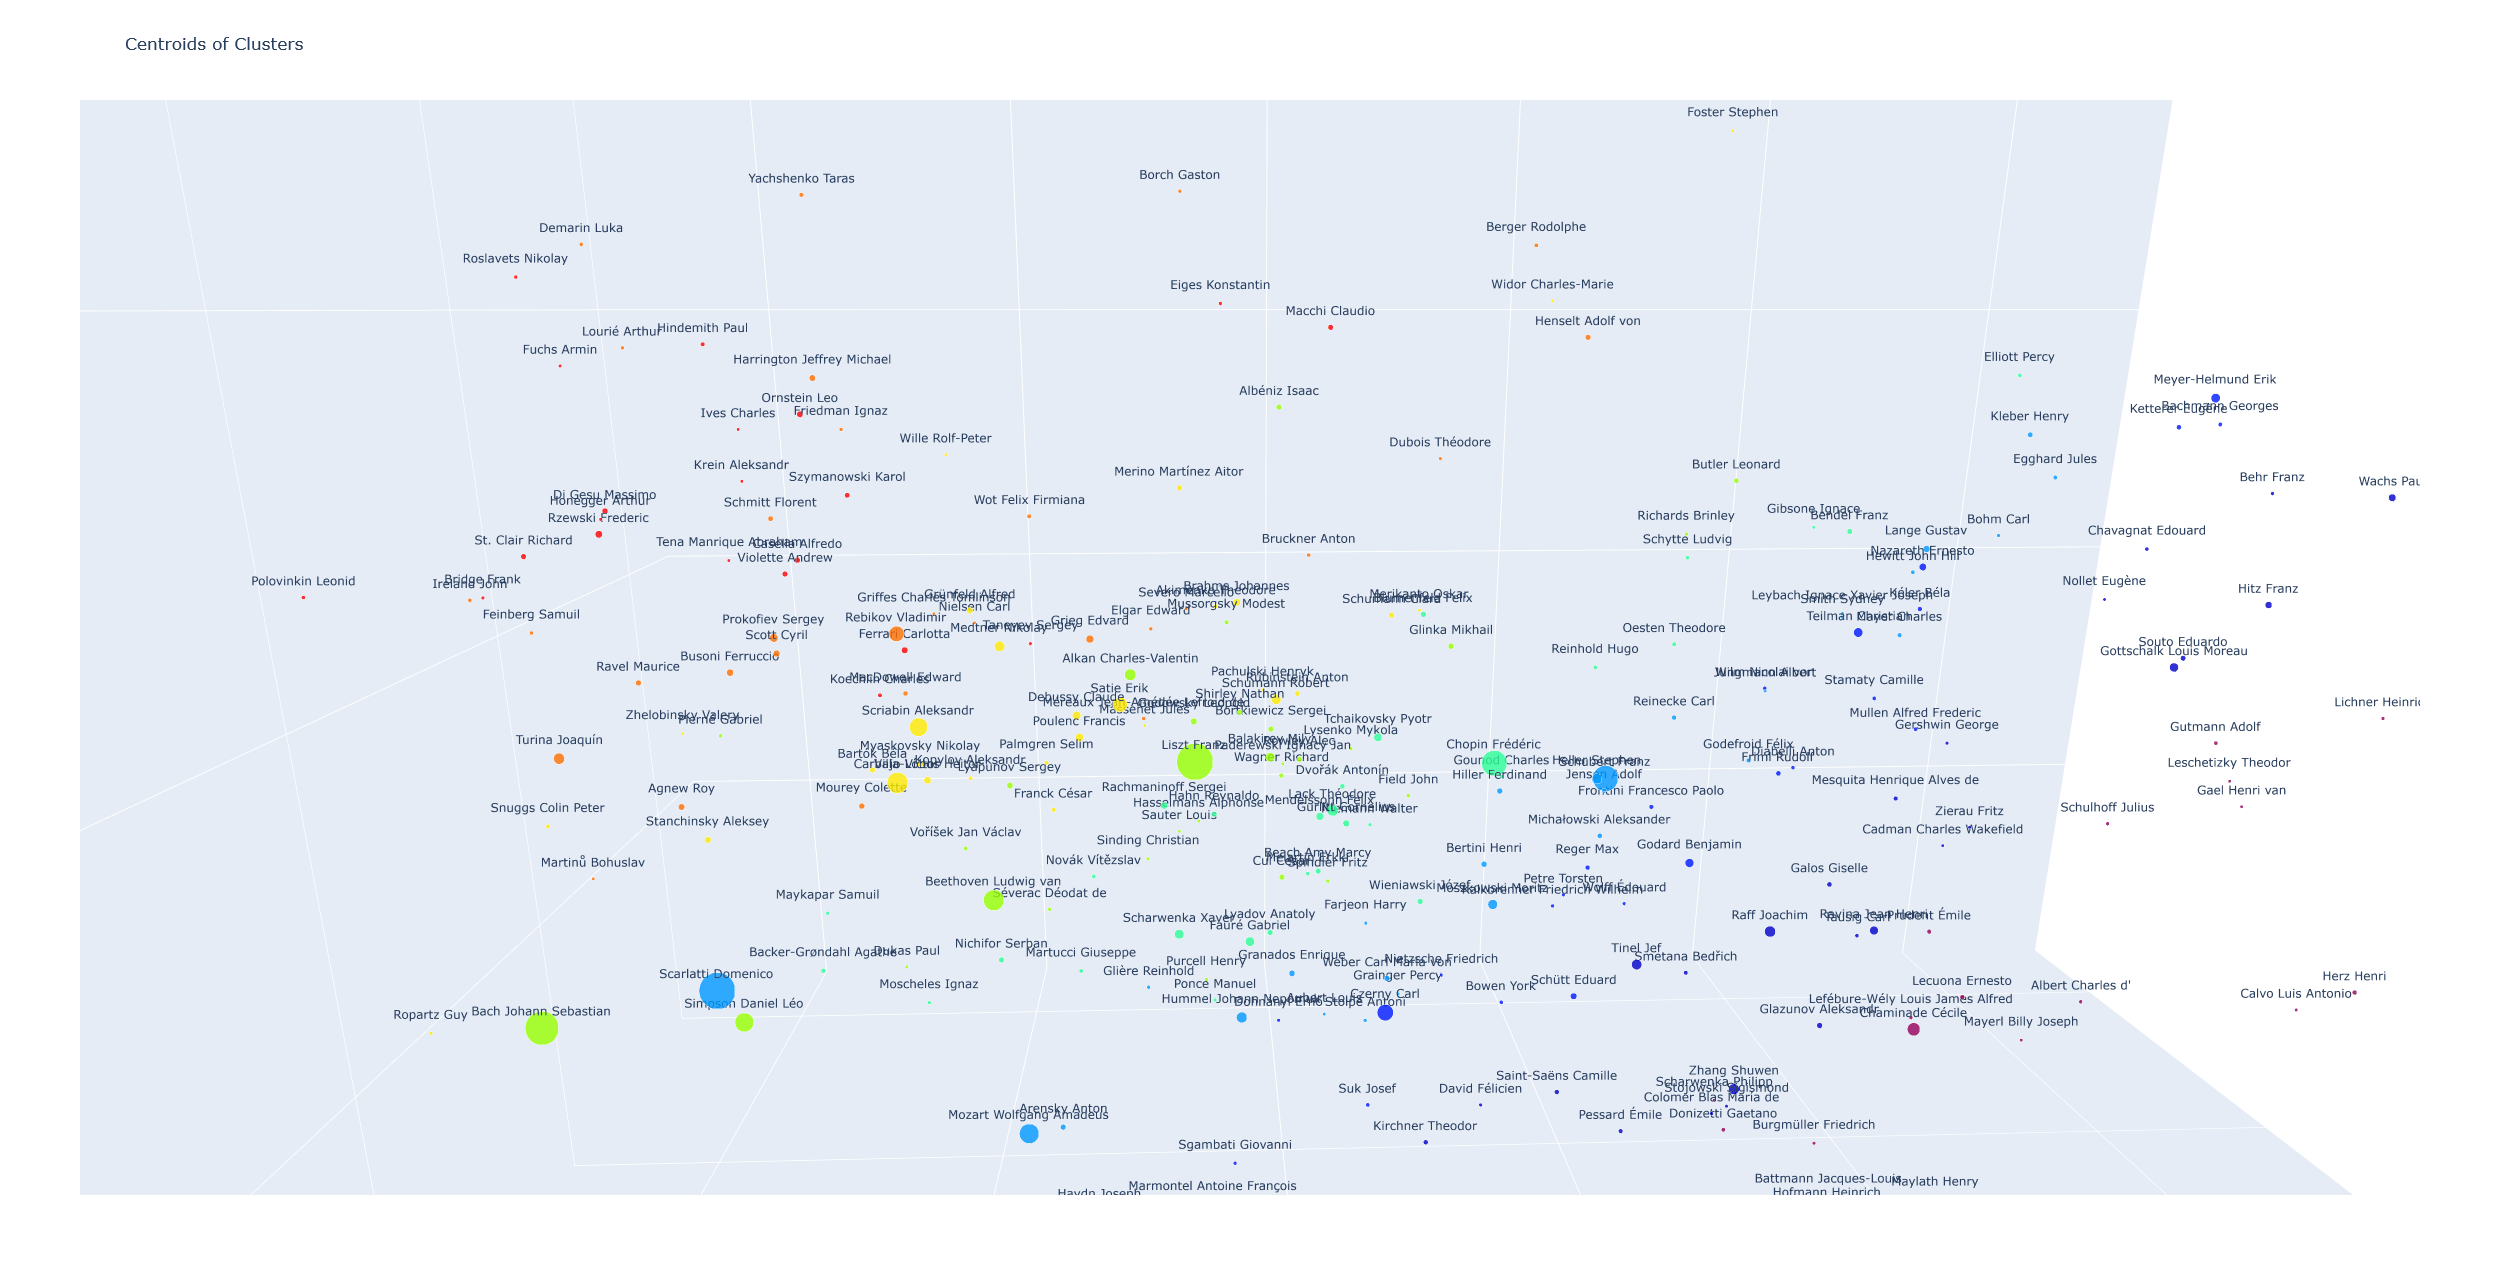 Centroids of Clusters
Foster Stephen
Borch Gaston
Yachshenko Taras
Berger Rodolphe
Demarin Luka
Roslavets Nikolay
Eiges Konstantin
Widor Charles-Marie
Macchi Claudio
Henselt Adolf von
Hindemith Paul
Lourié Arthur
Fuchs Armin
Elliott Percy
Harrington Jeffrey Michael
Meyer-Helmund Erik
Albéniz Isaac
Ornstein Leo
Bachmann Georges
Ketterer Eugène
Friedman Ignaz
Ives Charles
Kleber Henry
Wille Rolf-Peter
Dubois Théodore
Egghard Jules
Krein Aleksandr
Butler Leonard
Merino Martínez Aitor
Szymanowski Karol
Behr Franz
Wachs Pau
Di Gesu Massimo
Honegger Arthur
Wot Felix Firmiana
Schmitt Florent
Gibsone Ignace
Bendel Franz
Richards Brinley
Rzewski Frederic
Bohm Carl
Lange Gustav
Chavagnat Edouard
Bruckner Anton
Schytte Ludvig
St. Clair Richard
Tena Manrique Abraham
Casella Alfredo
Nazareth Ernesto
Hewitt John Hill
Violette Andrew
Bridge Frank
Polovinkin Leonid
Ireland John
Nollet Eugène
Brahms Johannes
Akimenko Théodore
Severo Marcello
Hitz Franz
Grünfeld Alfred
Griffes Charles Tomlinson
Merikanto Oskar
Schumann Clara
Blumenfeld Felix
Leybach Ignace Xavier Joseph
Kéler Béla
Smith Sydney
Mussorgsky Modest
Nielsen Carl
Elgar Edward
Feinberg Samuil
Rebikov Vladimir
Teilman Christian
Mayer Charles
Prokofiev Sergey
Grieg Edvard
Taneyev Sergey
Medtner Nikolay
Glinka Mikhail
Oesten Theodore
Scott Cyril
Ferrari Carlotta
Souto Eduardo
Reinhold Hugo
Gottschalk Louis Moreau
Busoni Ferruccio
Alkan Charles-Valentin
Ravel Maurice
Pachulski Henryk
Rubinstein Anton
MacDowell Edward
Koechlin Charles
Schumann Robert
Stamaty Camille
Satie Erik
Shirley Nathan
Debussy Claude
Reinecke Carl
Lichner Heinric
Scriabin Aleksandr
Massenet Jules
Bortkiewicz Sergei
Mullen Alfred Frederic
Zhelobinsky Valery
Pierné Gabriel
Poulenc Francis
Tchaikovsky Pyotr
Gershwin George
Gutmann Adolf
Lysenko Mykola
Turina Joaquín
Balakirev Mily
Rowley Alec
Myaskovsky Nikolay
Palmgren Selim
Liszt Franz
Paderewski Ignacy Jan
Chopin Frédéric
Godefroid Félix
Bartók Béla
Diabelli Anton
Friml Rudolf
Wagner Richard
Kopylov Aleksandr
Gounod Charles
Heller Stephen
Schubert Franz
Leschetizky Theodor
Lyapunov Sergey
Dvořák Antonín
Hiller Ferdinand
Jensen Adolf
Field John
Mesquita Henrique Alves de
Agnew Roy
Mourey Colette
Rachmaninoff Sergei
Gael Henri van
Franck César
Hahn Reynaldo
Lack Théodore
Frontini Francesco Paolo
Mendelssohn Felix
Hasselmans Alphonse
Gurlitt Cornelius
Niemann Walter
Snuggs Colin Peter
Schulhoff Julius
Zierau Fritz
Sauter Louis
Stanchinsky Aleksey
Michałowski Aleksander
Cadman Charles Wakefield
Voříšek Jan Václav
Sinding Christian
Godard Benjamin
Bertini Henri
Reger Max
Beach Amy Marcy
Martinů Bohuslav
Novák Vítězslav
Cui César
Spindler Fritz
Galos Giselle
Beethoven Ludwig van
Petre Torsten
Wieniawski Józef
Moszkowski Moritz
Kalkbrenner Friedrich Wilhelm
Wolff Édouard
Maykapar Samuil
Séverac Déodat de
Farjeon Harry
Lyadov Anatoly
Scharwenka Xaver
Raff Joachim
Ravina Jean Henri
Tausig Carl
Prudent Émile
Fauré Gabriel
Nichifor Serban
Tinel Jef
Backer-Grøndahl Agathe
Dukas Paul
Martucci Giuseppe
Granados Enrique
Smetana Bedřich
Nietzsche Friedrich
Purcell Henry
Weber Carl Maria von
Scarlatti Domenico
Glière Reinhold
Grainger Percy
Schütt Eduard
Lecuona Ernesto
Herz Henri
Moscheles Ignaz
Ponce Manuel
Bowen York
Albert Charles d'
Czerny Carl
Calvo Luis Antonio
Hummel Johann Nepomuk
Aubert Louis
Dohnányi Ernő
Stolpe Antoni
Lefébure-Wély Louis James Alfred
Simpson Daniel Léo
Bach Johann Sebastian
Glazunov Aleksandr
Chaminade Cécile
Ropartz Guy
Mayerl Billy Joseph
Zhang Shuwen
Saint-Saëns Camille
Scharwenka Philipp
Stojowski Sigismond
Suk Josef
David Félicien
Colomér Blas Maria de
Arensky Anton
Mozart Wolfgang Amadeus
Pessard Émile
Donizetti Gaetano
Kirchner Theodor
Burgmüller Friedrich
Sgambati Giovanni
Battmann Jacques-Louis
Maylath Henry
Marmontel Antoine François
Haydn Joseph
Hofmann Heinrich